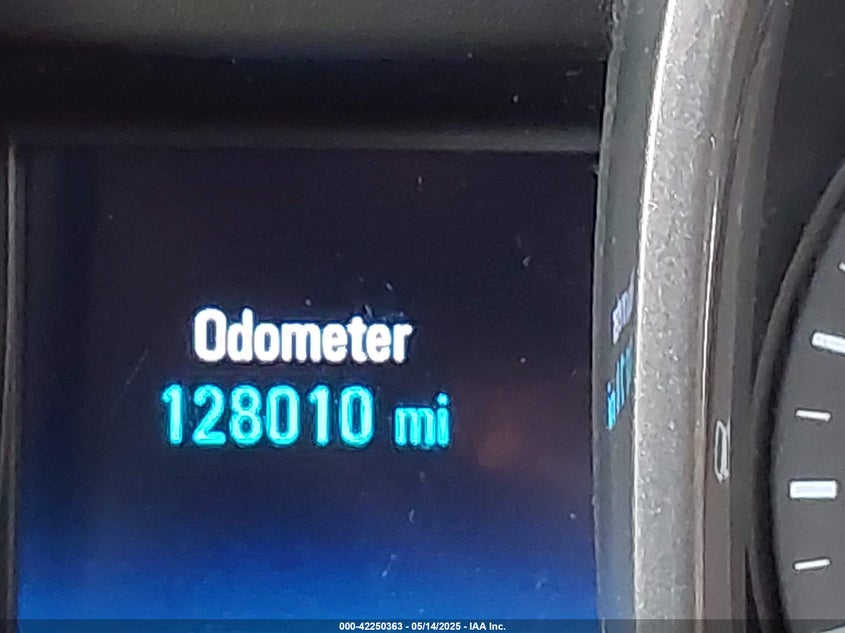 Odometer
128010 mi
000-42250363 - 05/14/2025 - IAA Inc.